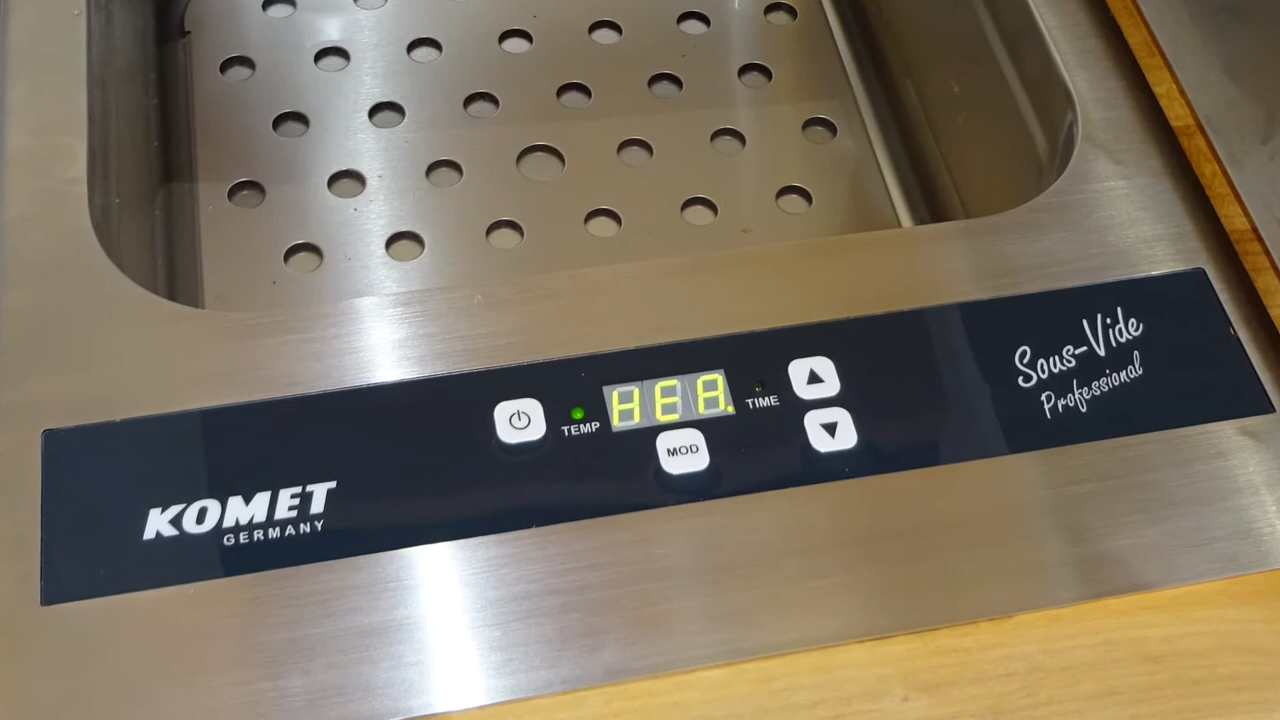 Sous-Vide
Professional
TEMP
HEA.
TIME
MOD
KOMET
GERMANY